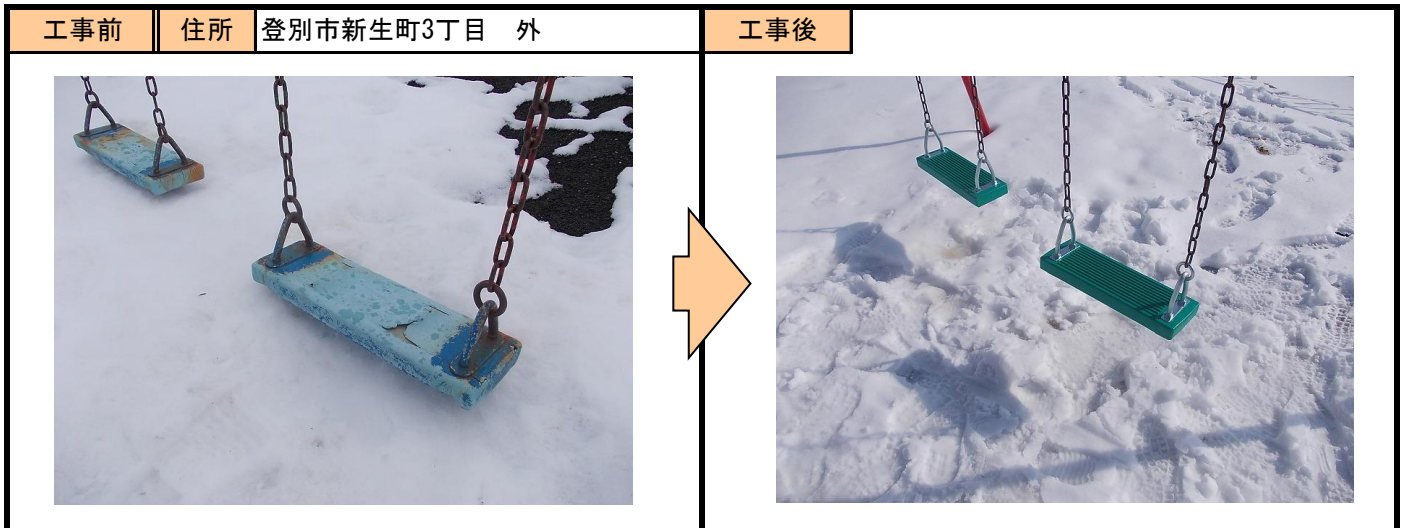 工事前
住所
登別市新生町3丁目　外
工事後